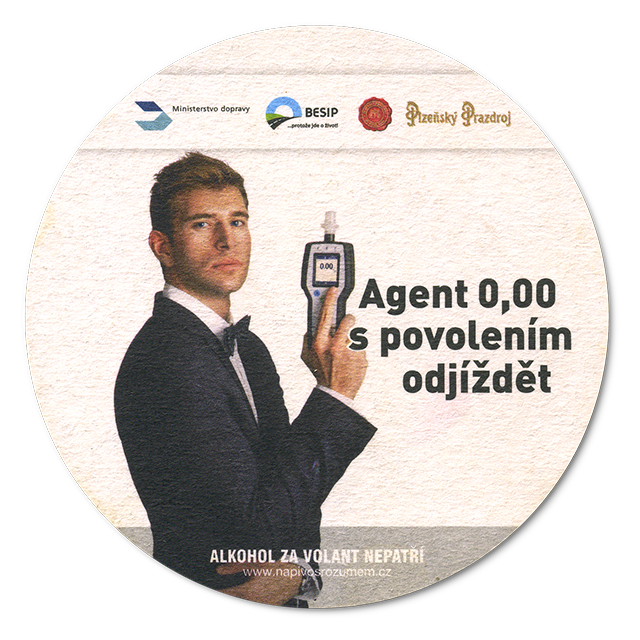 Ministerstvo dopravy
BESIP
...protože jde o život!
Plzeňský Prazdroj
0.00
Agent 0,00
s povolením
odjíždět
ALKOHOL ZA VOLANT NEPATŘÍ
www.napivosrozumem.cz